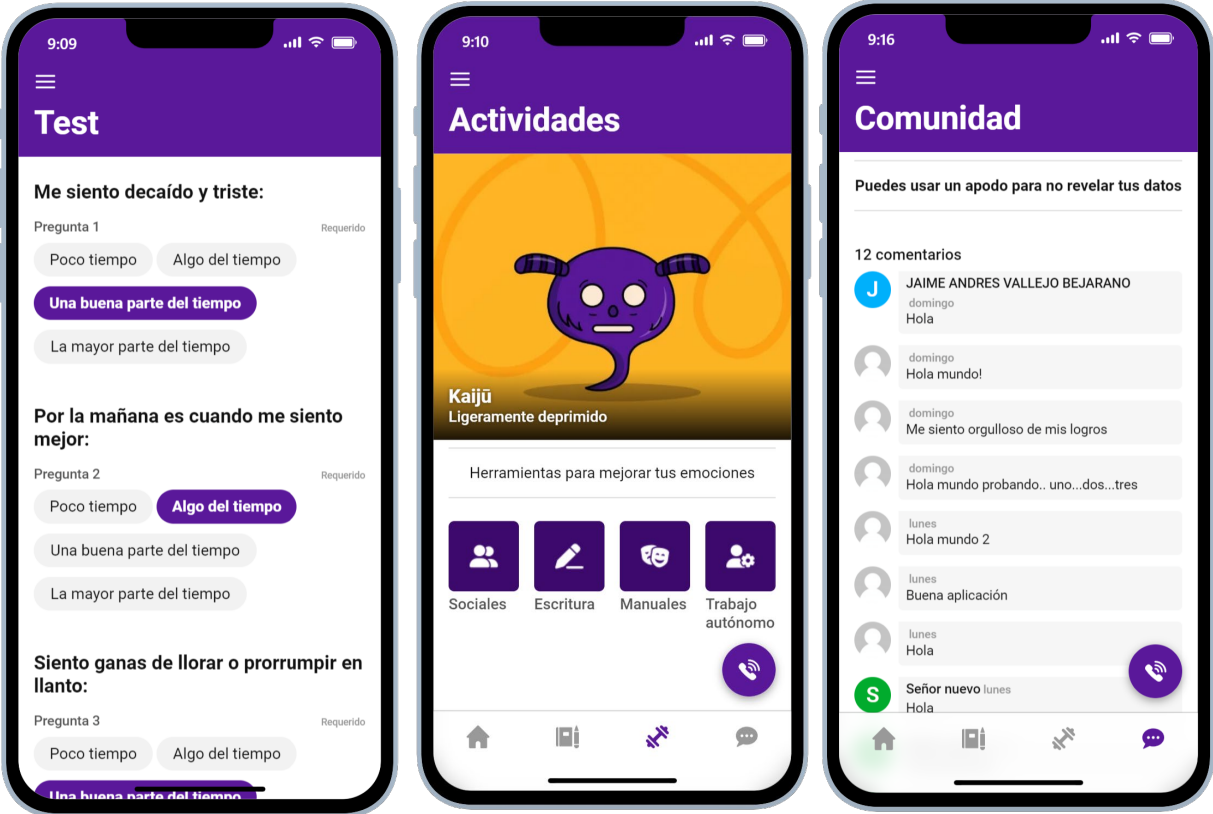 9:09
Test
Me siento decaído y triste:
Pregunta 1
Requerido
Poco tiempo
Algo del tiempo
Una buena parte del tiempo
La mayor parte del tiempo
Por la mañana es cuando me siento
mejor:
Pregunta 2
Requerido
Poco tiempo
Algo del tiempo
Una buena parte del tiempo
La mayor parte del tiempo
Siento ganas de llorar o prorrumpir en
llanto:
Pregunta 3
Requerido
Poco tiempo
Algo del tiempo
Una buena parte del tiempo
9:10
Actividades
Kaijū
Ligeramente deprimido
Herramientas para mejorar tus emociones
Sociales
Escritura
Manuales
Trabajo
autónomo
9:16
Comunidad
Puedes usar un apodo para no revelar tus datos
12 comentarios
J
JAIME ANDRES VALLEJO BEJARANO
domingo
Hola
domingo
Hola mundo!
domingo
Me siento orgulloso de mis logros
domingo
Hola mundo probando.. uno...dos...tres
lunes
Hola mundo 2
lunes
Buena aplicación
lunes
Hola
S
Señor nuevo lunes
Hola